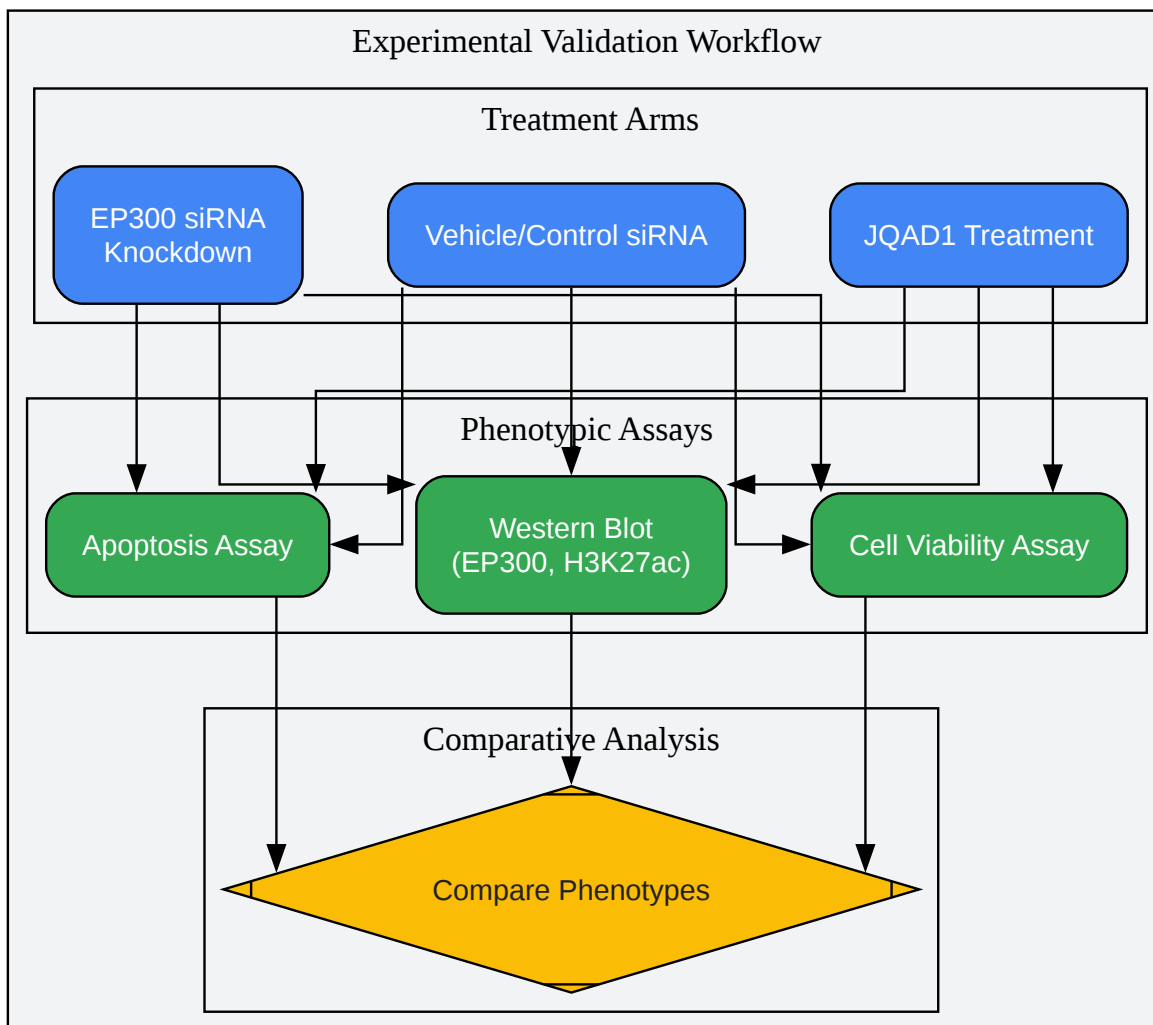 Experimental Validation Workflow
Treatment Arms
EP300 siRNA
Knockdown
Vehicle/Control siRNA
JQAD1 Treatment
Phenotypic Assays
Apoptosis Assay
Western Blot
(EP300, H3K27ac)
Cell Viability Assay
Comparative Analysis
Compare Phenotypes